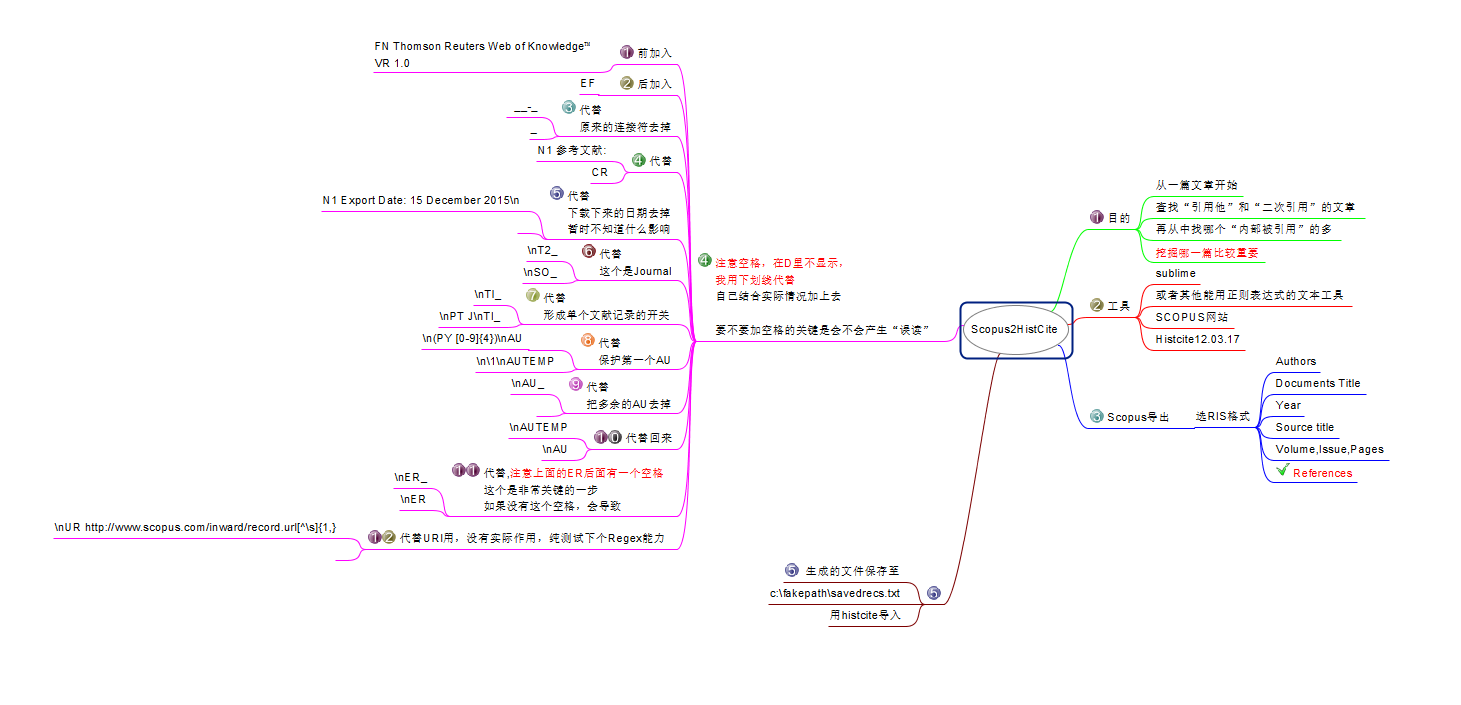 Scopus2HistCite
1 目的
从一篇文章开始
查找“引用他”和“二次引用”的文章
再从中找哪个“内部被引用”的多
挖掘哪一篇比较重要
2 工具
sublime
或者其他能用正则表达式的文本工具
SCOPUS网站
Histcite12.03.17
3 Scopus导出
选RIS格式
Authors
Documents Title
Year
Source title
Volume,Issue,Pages
References
4 注意空格，在D里不显示，
我用下划线代替
自己结合实际情况加上去
要不要加空格的关键是会不会产生“误读”
1 前加入
FN Thomson Reuters Web of Knowledge™
VR 1.0
2 后加入
EF
3 代替
原来的连接符去掉
__-_
_
4 代替
N1 参考文献:
CR
5 代替
下载下来的日期去掉
暂时不知道什么影响
N1 Export Date: 15 December 2015\n
6 代替
这个是Journal
\nT2_
\nSO_
7 代替
形成单个文献记录的开关
\nTI_
\nPT J\nTI_
8 代替
保护第一个AU
\n(PY [0-9]{4})\nAU
\n\1\nAUTEMP
9 代替
把多余的AU去掉
\nAU_
10 代替回来
\nAUTEMP
\nAU
11 代替,注意上面的ER后面有一个空格
这个是非常关键的一步
如果没有这个空格，会导致
\nER_
\nER
12 代替URI用，没有实际作用，纯测试下个Regex能力
\nUR http://www.scopus.com/inward/record.url[^\s]{1,}
5
5 生成的文件保存至
c:\fakepath\savedrecs.txt
用histcite导入